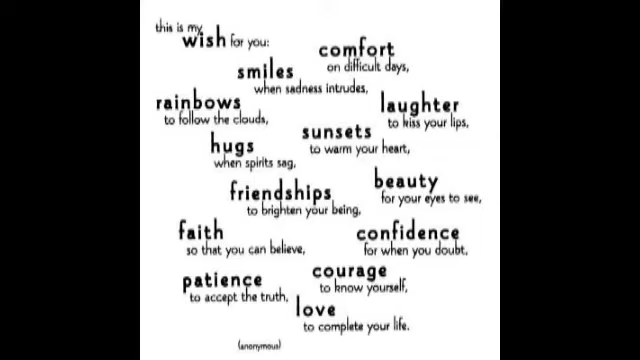 this is my
wish for you:
comfort
on difficult days,
smiles
when sadness intrudes,
rainbows
to follow the clouds,
laughter
to kiss your lips,
sunsets
to warm your heart,
hugs
when spirits sag,
beauty
for your eyes to see,
friendships
to brighten your being,
faith
so that you can believe,
confidence
for when you doubt,
courage
to know yourself,
patience
to accept the truth,
love
to complete your life.
(anonymous)